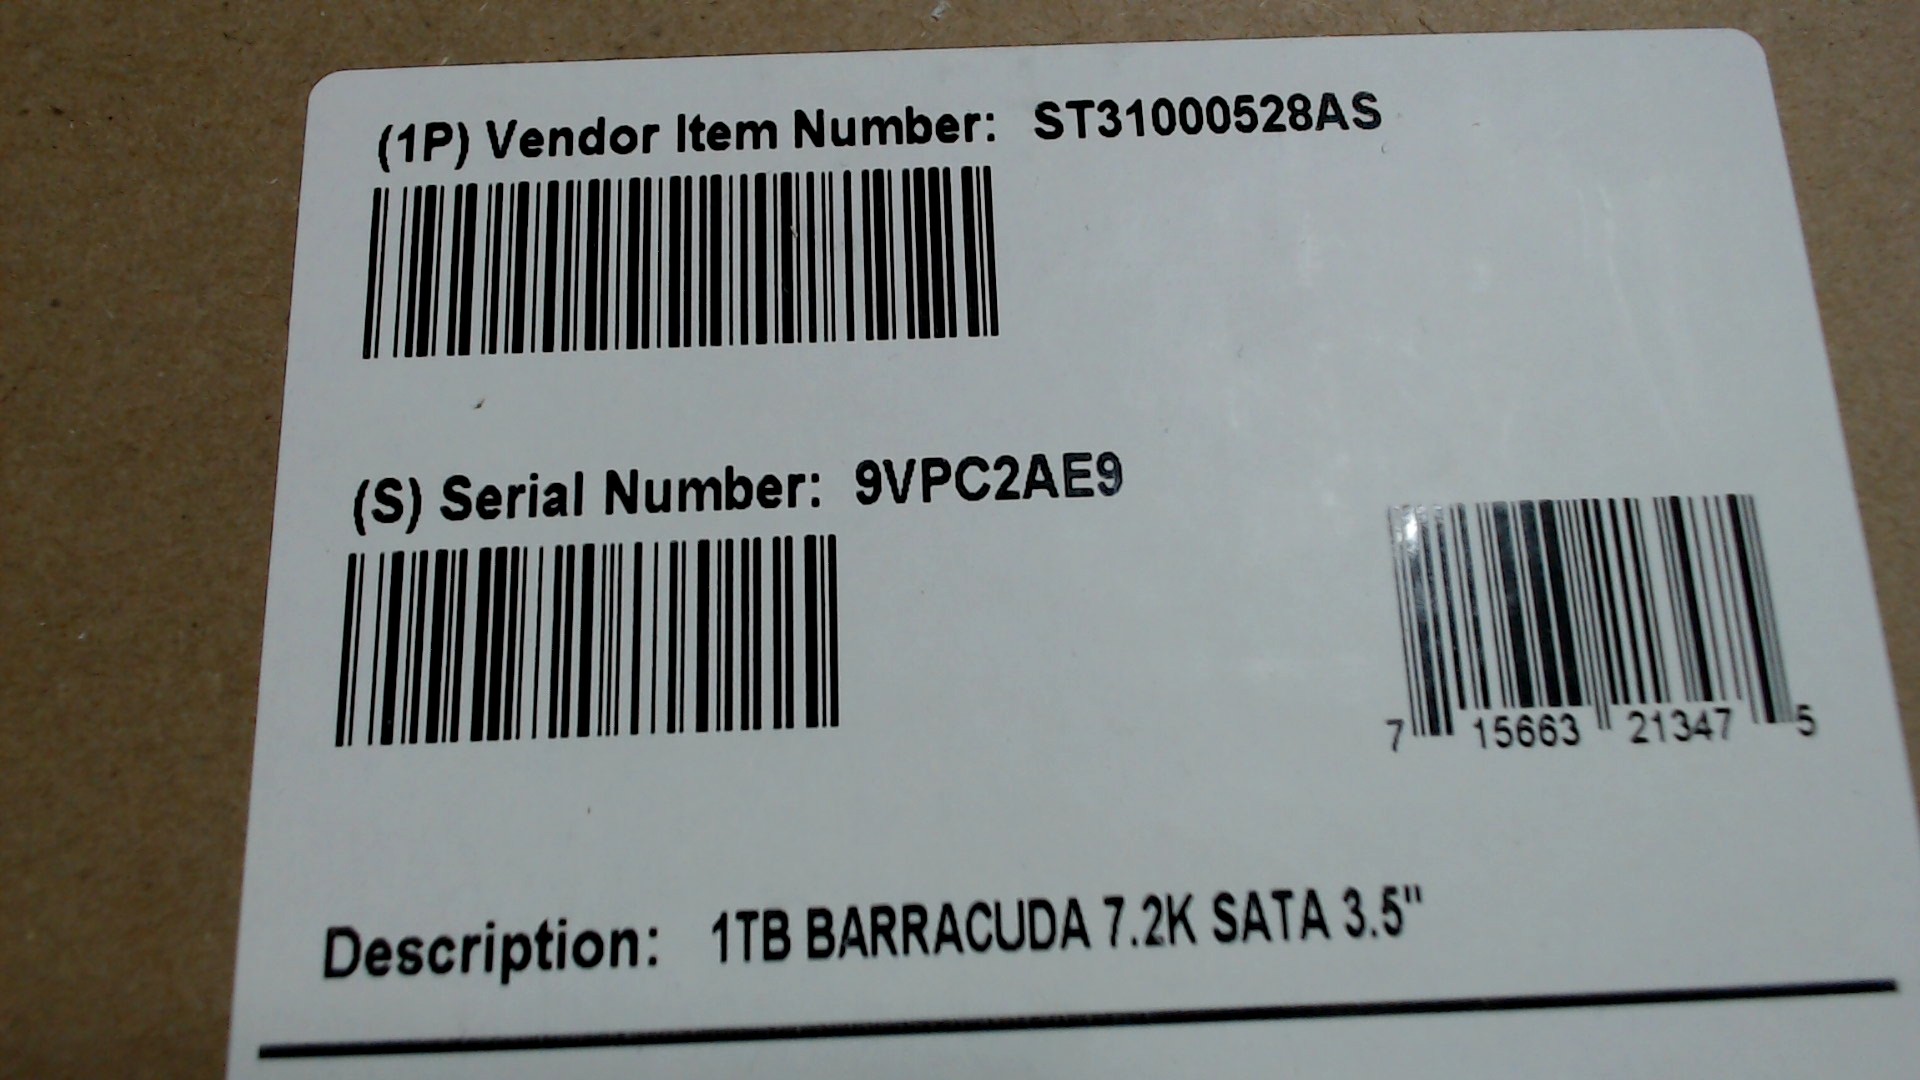 (1P) Vendor Item Number: ST31000528AS
(S) Serial Number: 9VPC2AE9
7 15663 21347 5
Description: 1TB BARRACUDA 7.2K SATA 3.5"